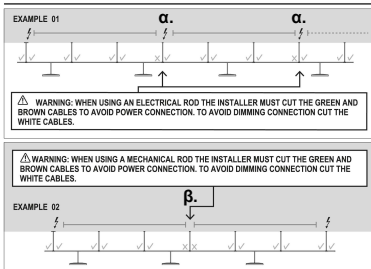 EXAMPLE 01
α. α.
⚠ WARNING: WHEN USING AN ELECTRICAL ROD THE INSTALLER MUST CUT THE GREEN AND
BROWN CABLES TO AVOID POWER CONNECTION. TO AVOID DIMMING CONNECTION CUT THE
WHITE CABLES.
⚠ WARNING: WHEN USING A MECHANICAL ROD THE INSTALLER MUST CUT THE GREEN AND
BROWN CABLES TO AVOID POWER CONNECTION. TO AVOID DIMMING CONNECTION CUT THE
WHITE CABLES.
β.
EXAMPLE 02